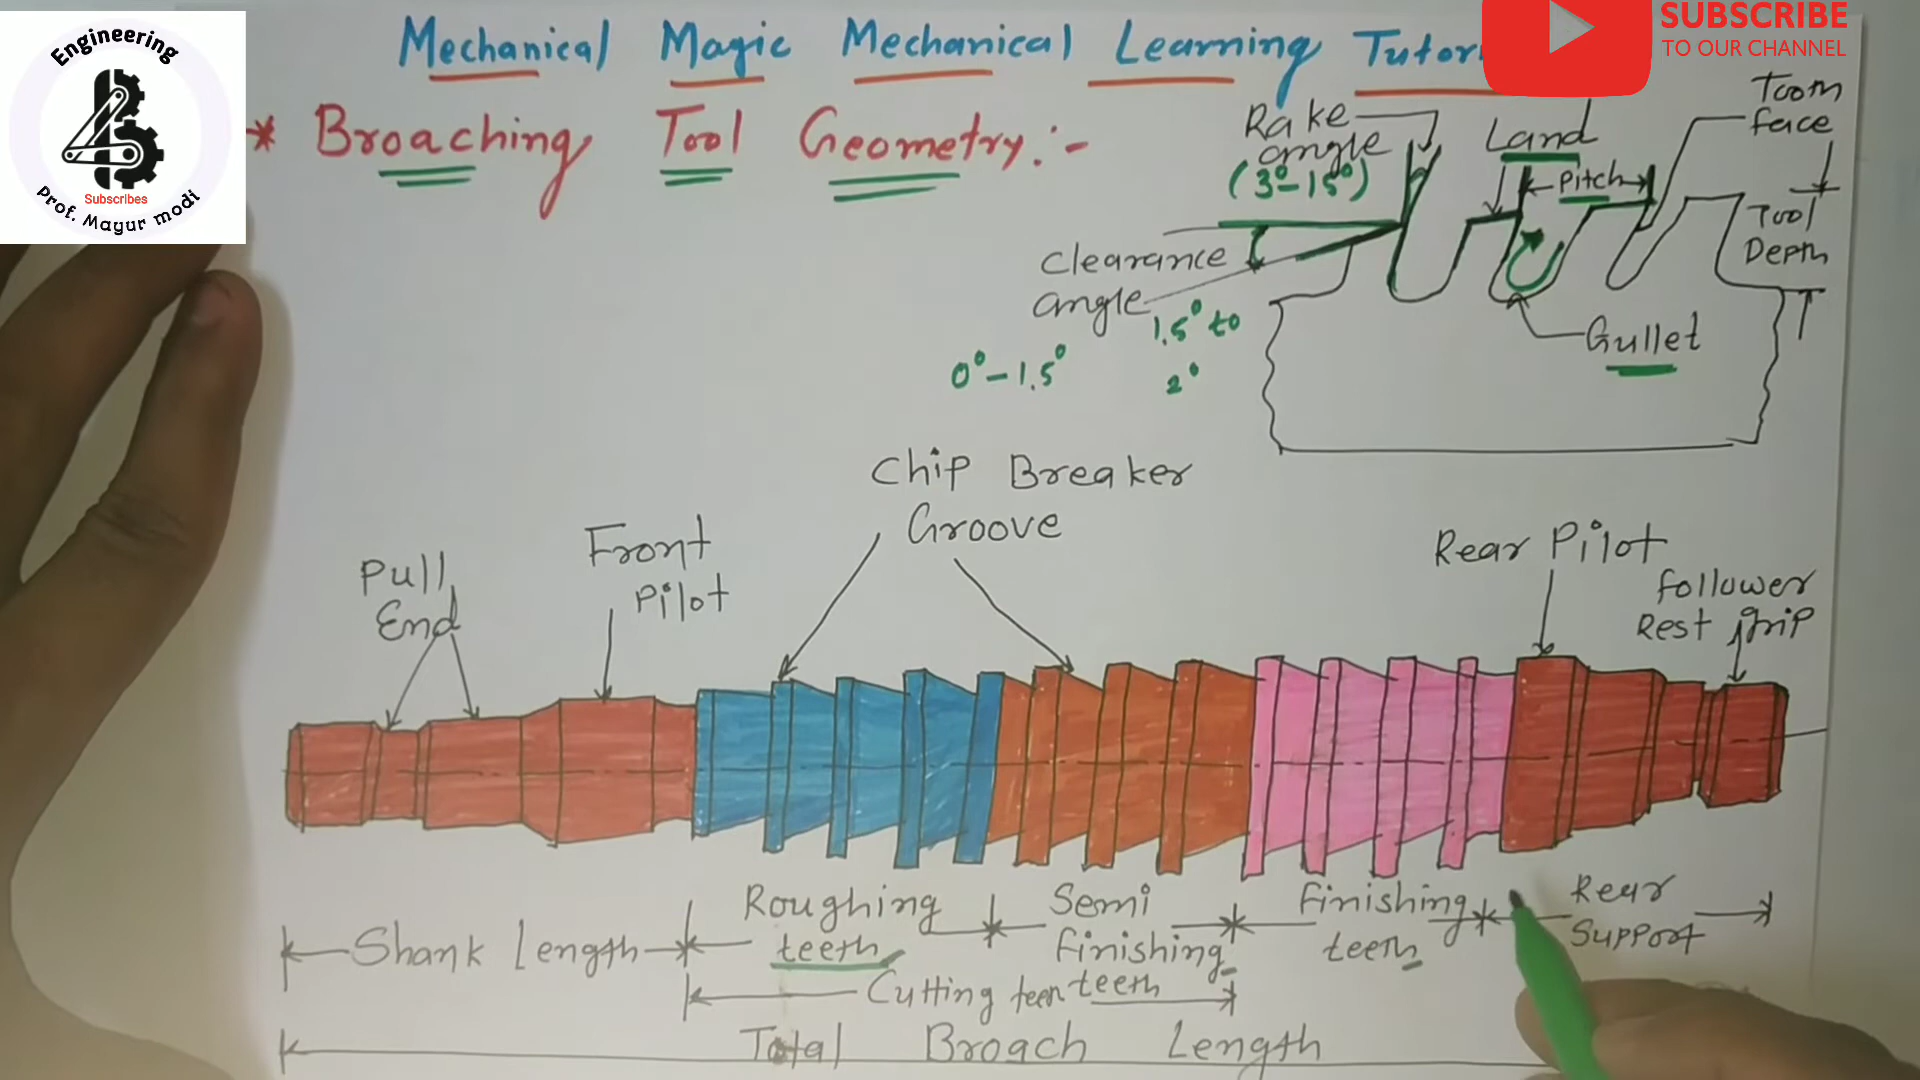 Engineering
Subscribes
Prof. Mayur modi
SUBSCRIBE
TO OUR CHANNEL
Mechanical Magic Mechanical Learning Tutori
* Broaching Tool Geometry:-
Rake
angle
(3°-15°)
Land
Pitch
Tooth
face
Tool
Depth
Clearance
angle
1.5° to
2°
0°-1.5°
Gullet
Chip Breaker
Groove
Pull
End
Front
Pilot
Rear Pilot
follower
Rest grip
Shank Length
Roughing
teeth
Semi
finishing
teeth
finishing
teeth
Rear
Support
Cutting teen
Total Broach Length